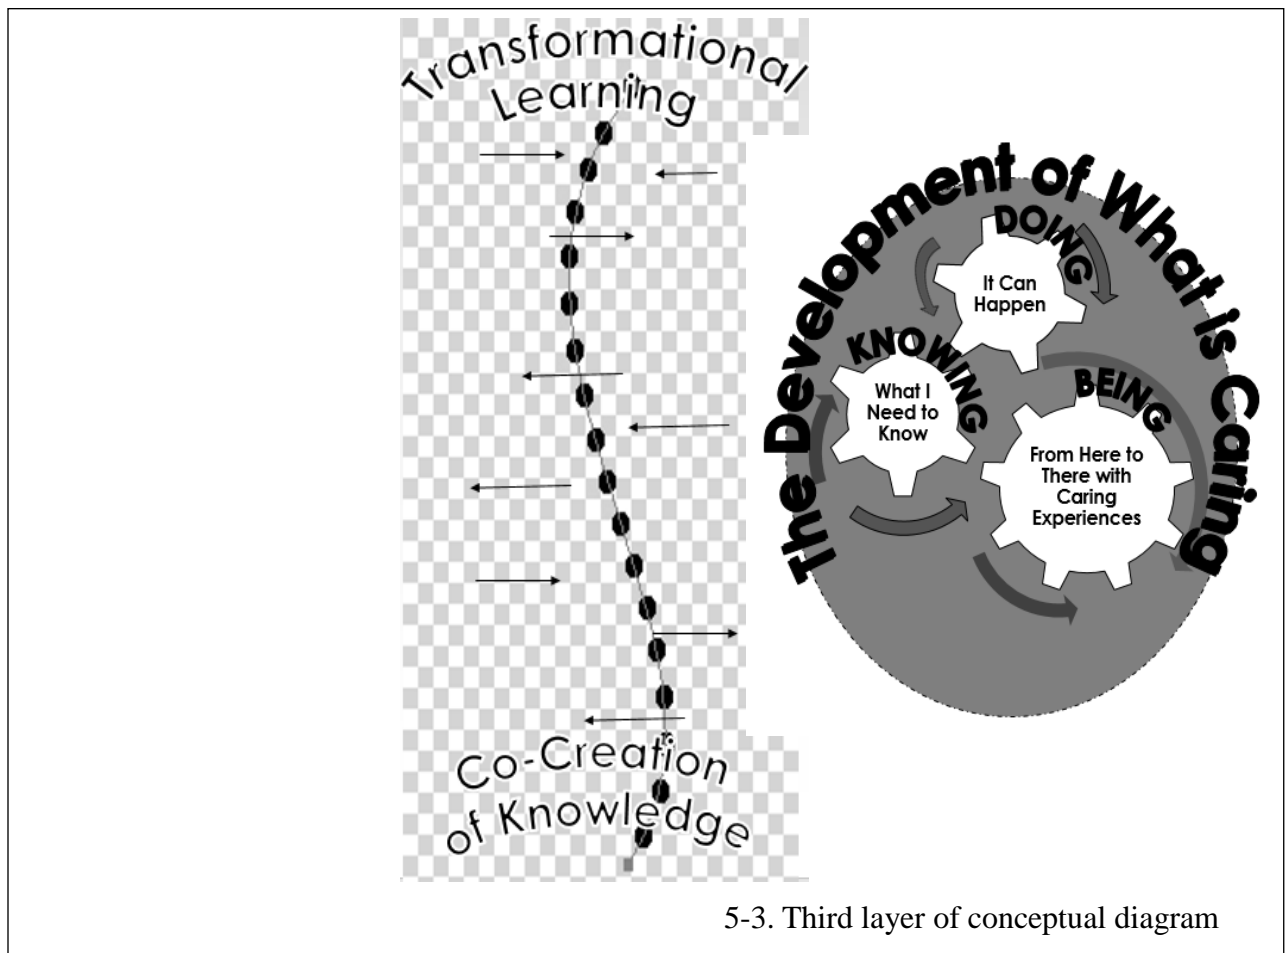 Transformational
Learning
Co-Creation
of Knowledge
The Development of What is Caring
DOING
It Can
Happen
KNOWING
What I
Need to
Know
BEING
From Here to
There with
Caring
Experiences
5-3. Third layer of conceptual diagram